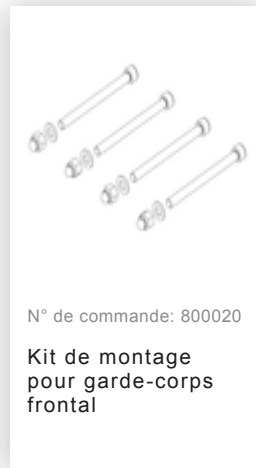 N° de commande: 800020
Kit de montage
pour garde-corps
frontal